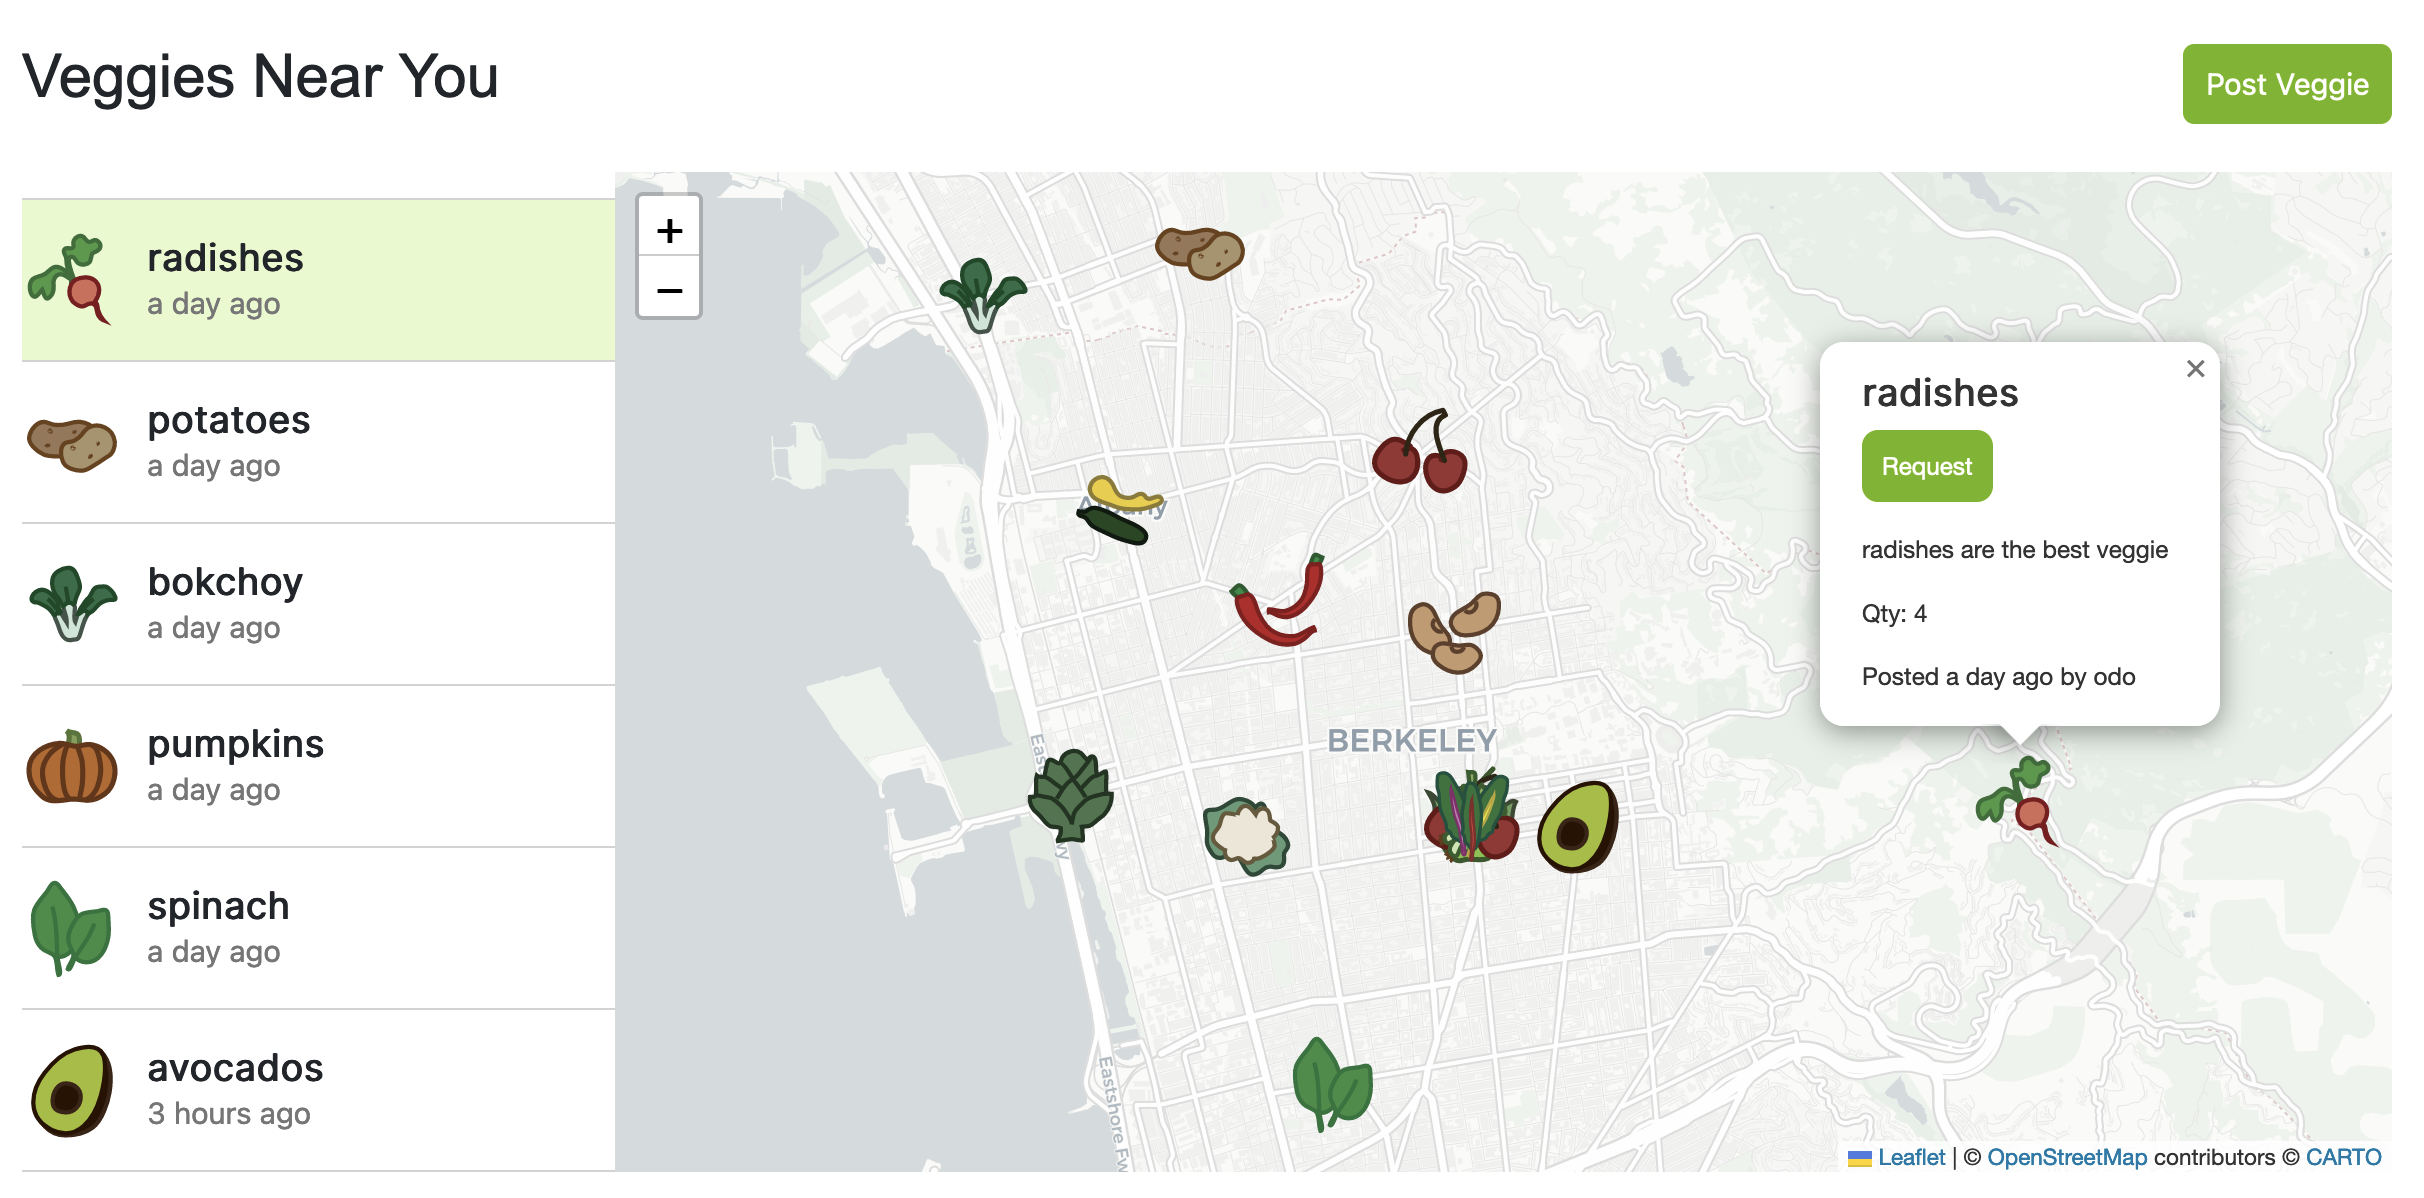 Veggies Near You
Post Veggie
radishes
a day ago
potatoes
a day ago
bokchoy
a day ago
pumpkins
a day ago
spinach
a day ago
avocados
3 hours ago
+
−
BERKELEY
radishes
×
Request
radishes are the best veggie
Qty: 4
Posted a day ago by odo
Eastshore Fw
Leaflet | © OpenStreetMap contributors © CARTO